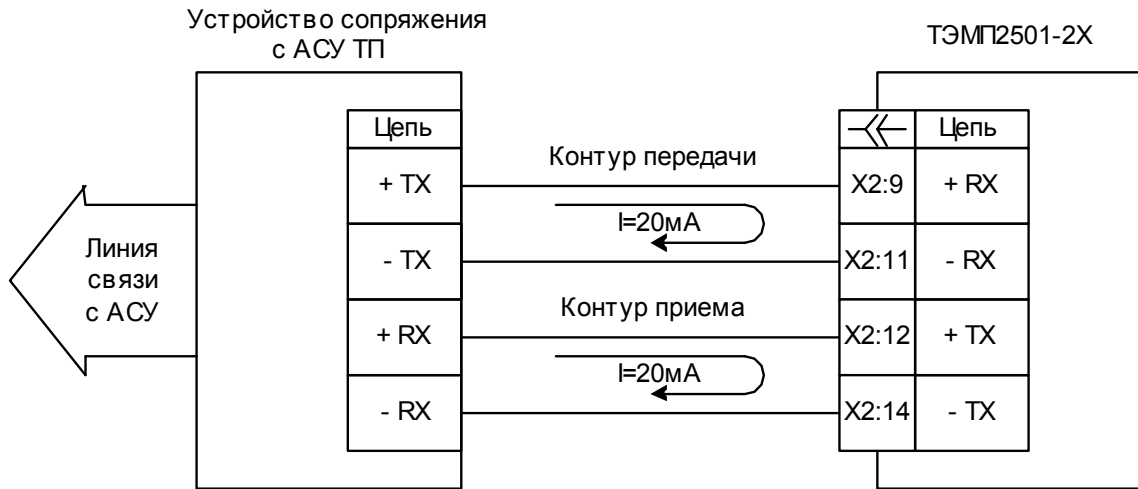 Устройство сопряжения
с АСУ ТП
ТЭМП2501-2X
Цепь
Цепь
Контур передачи
+ TX
X2:9
+ RX
I=20мА
Линия
связи
с АСУ
- TX
X2:11
- RX
Контур приема
+ RX
X2:12
+ TX
I=20мА
- RX
X2:14
- TX